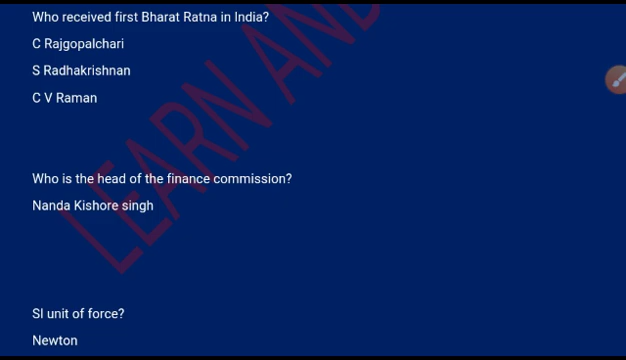 Who received first Bharat Ratna in India?
C Rajgopalchari
S Radhakrishnan
C V Raman
Who is the head of the finance commission?
Nanda Kishore singh
SI unit of force?
Newton
LEARN AND